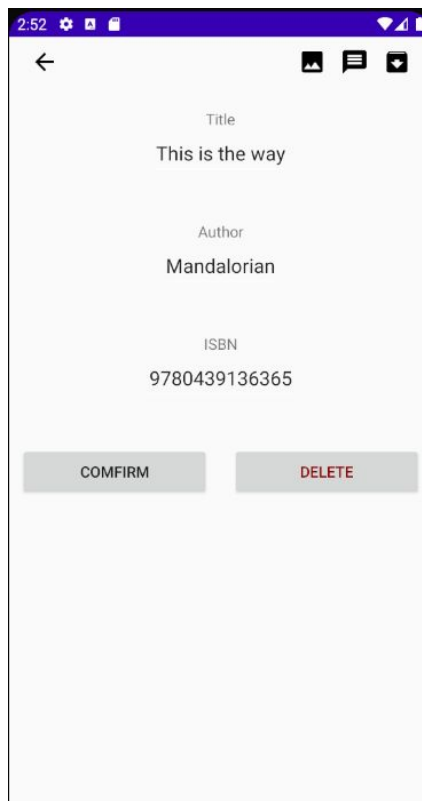 2:52
Title
This is the way
Author
Mandalorian
ISBN
9780439136365
COMFIRM DELETE